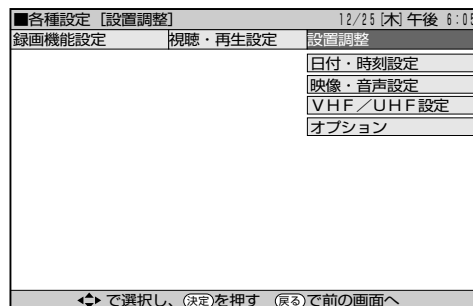 ■各種設定 [設置調整] 12/25[木]午後 6:05
録画機能設定 視聴・再生設定 設置調整
日付・時刻設定
映像・音声設定
VHF/UHF設定
オプション
で選択し、決定を押す 戻るで前の画面へ